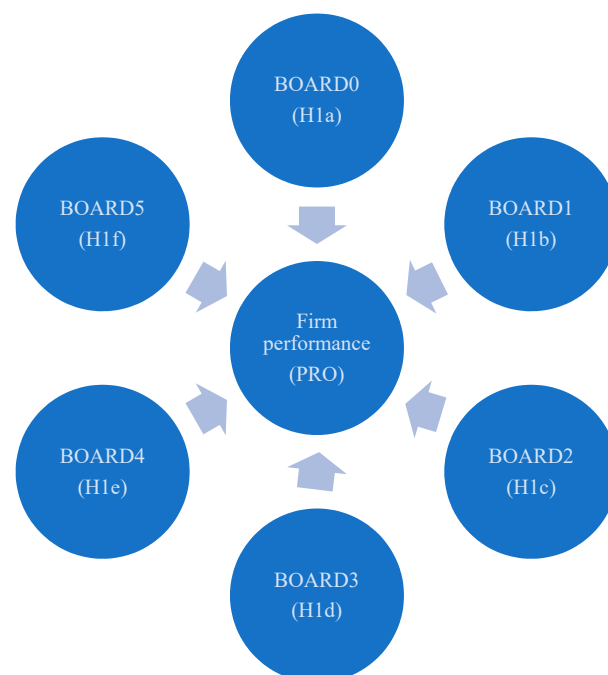 BOARD0
(H1a)
BOARD5
(H1f)
BOARD1
(H1b)
Firm
performance
(PRO)
BOARD4
(H1e)
BOARD2
(H1c)
BOARD3
(H1d)